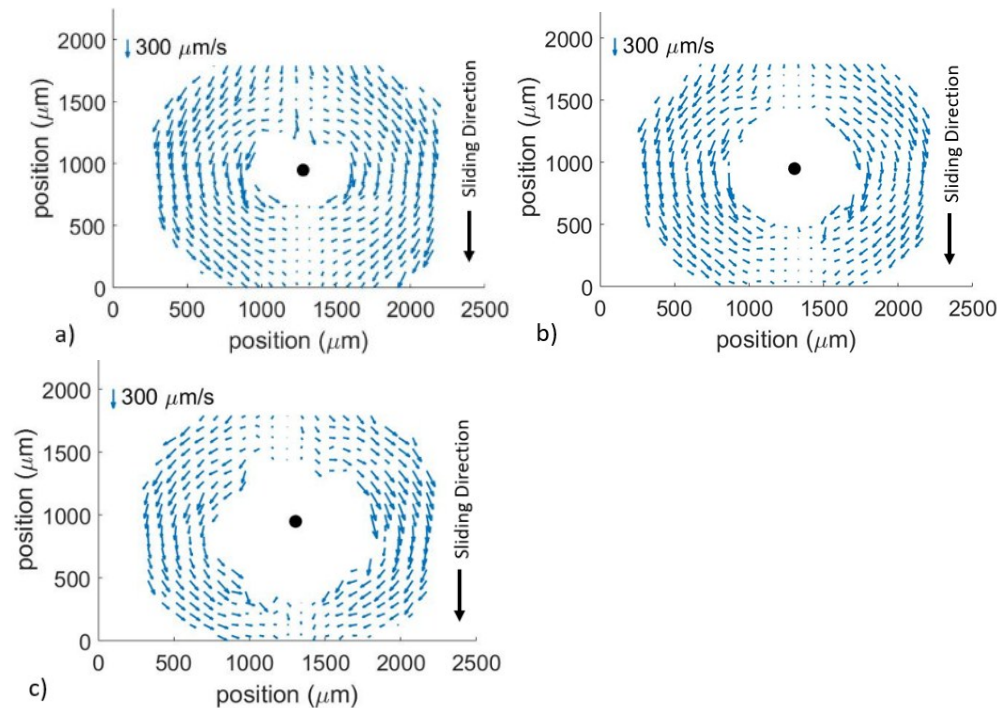 300 μm/s
2000
1500
1000
500
0
position (μm)
0 500 1000 1500 2000 2500
position (μm)
Sliding Direction
a)
300 μm/s
2000
1500
1000
500
0
position (μm)
0 500 1000 1500 2000 2500
position (μm)
Sliding Direction
b)
300 μm/s
2000
1500
1000
500
0
position (μm)
0 500 1000 1500 2000 2500
position (μm)
Sliding Direction
c)